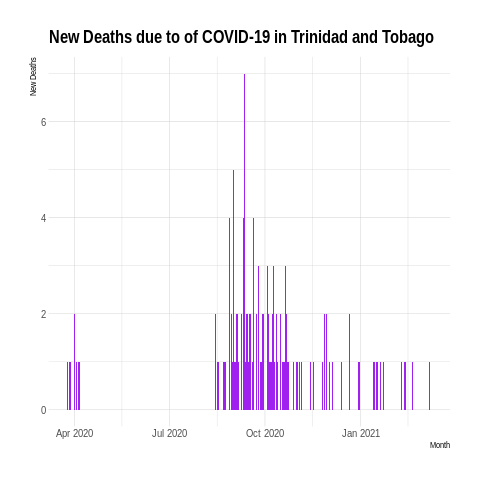 New Deaths due to of COVID-19 in Trinidad and Tobago
New Deaths
6
4
2
0
Apr 2020 Jul 2020 Oct 2020 Jan 2021
Month